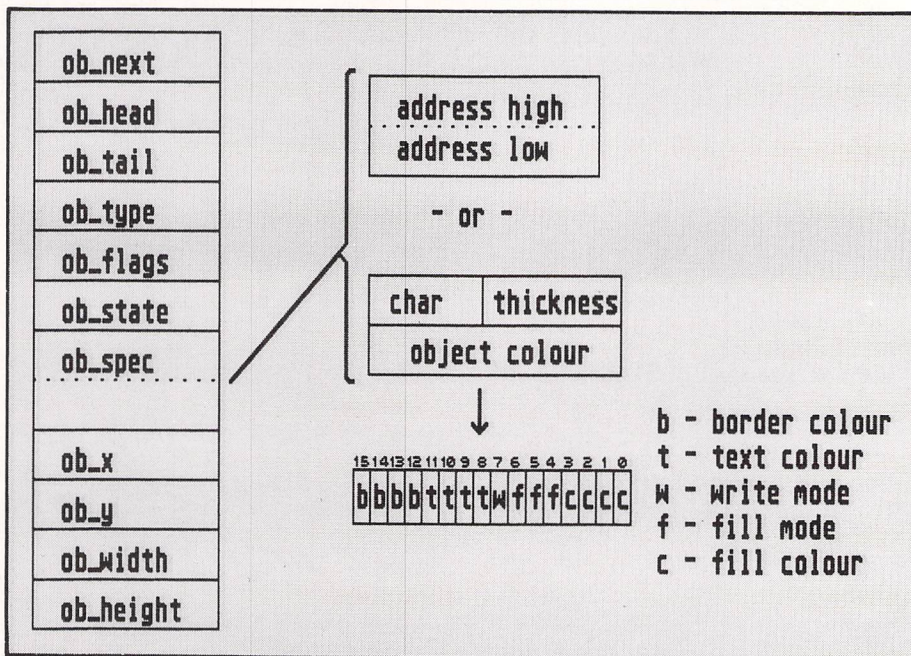 ob_next
ob_head
ob_tail
ob_type
ob_flags
ob_state
ob_spec
ob_x
ob_y
ob_width
ob_height
address high
address low
- or -
char thickness
object colour
15 14 13 12 11 10 9 8 7 6 5 4 3 2 1 0
b b b b t t t t w f f f c c c c
b - border colour
t - text colour
w - write mode
f - fill mode
c - fill colour